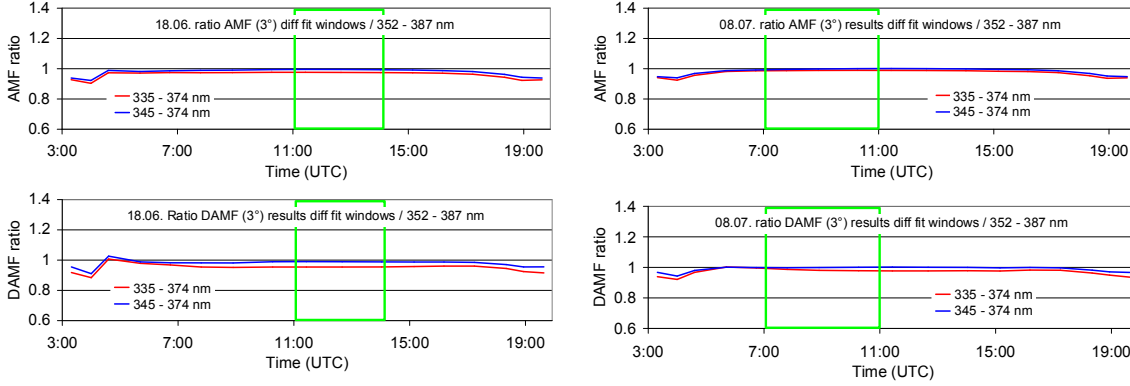 18.06. ratio AMF (3°) diff fit windows / 352 - 387 nm
AMF ratio
1.4
1.2
1
0.8
0.6
335 - 374 nm
345 - 374 nm
3:00 7:00 11:00 15:00 19:00
Time (UTC)
08.07. ratio AMF (3°) results diff fit windows / 352 - 387 nm
AMF ratio
1.4
1.2
1
0.8
0.6
335 - 374 nm
345 - 374 nm
3:00 7:00 11:00 15:00 19:00
Time (UTC)
18.06. Ratio DAMF (3°) results diff fit windows / 352 - 387 nm
DAMF ratio
1.4
1.2
1
0.8
0.6
335 - 374 nm
345 - 374 nm
3:00 7:00 11:00 15:00 19:00
Time (UTC)
08.07. ratio DAMF (3°) results diff fit windows / 352 - 387 nm
DAMF ratio
1.4
1.2
1
0.8
0.6
335 - 374 nm
345 - 374 nm
3:00 7:00 11:00 15:00 19:00
Time (UTC)